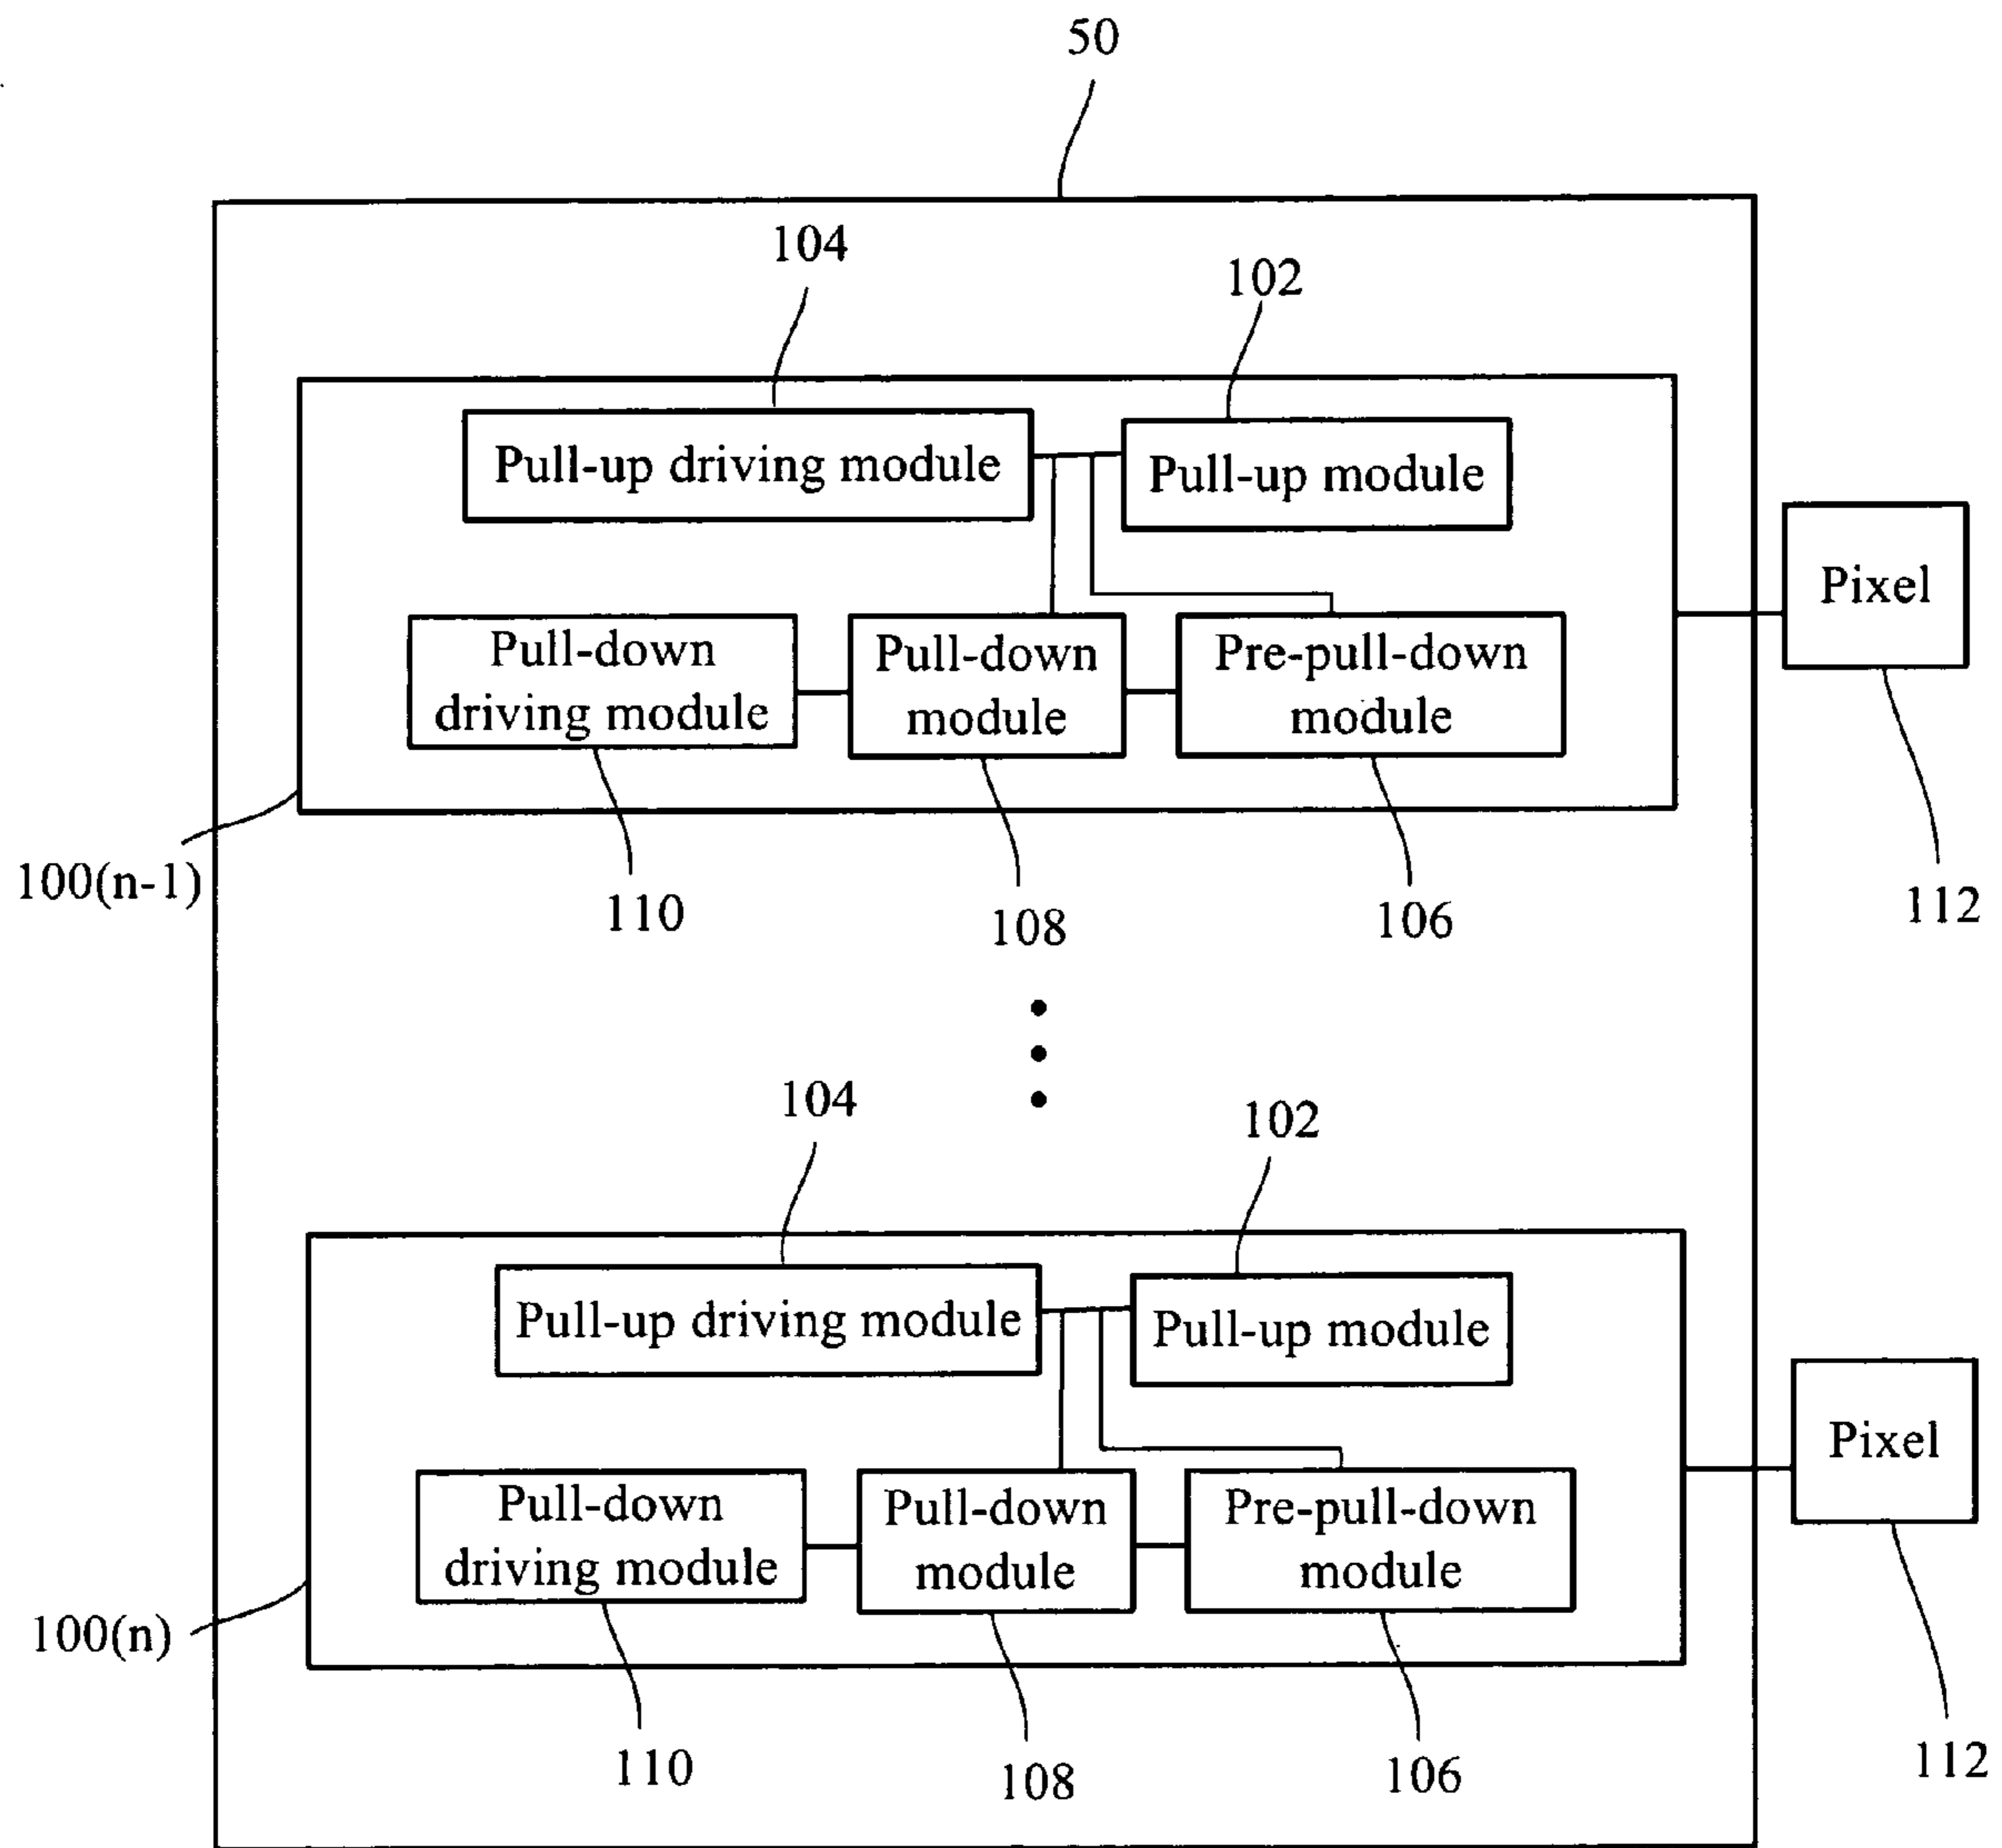 50
104
102
Pull-up driving module
Pull-up module
Pixel
Pull-down
driving module
Pull-down
module
Pre-pull-down
module
100(n-1)
110
108
106
112
104
102
Pull-up driving module
Pull-up module
Pixel
Pull-down
driving module
Pull-down
module
Pre-pull-down
module
100(n)
110
108
106
112